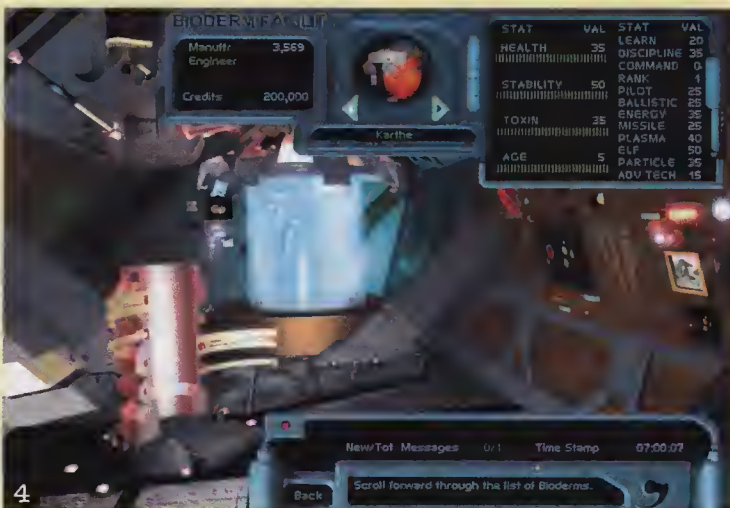 BIODERM FACILIT
Manuftr 3,569
Engineer
Credits 200,000
Karthe
STAT VAL
HEALTH 35
STABILITY 50
TOXIN 35
AGE 5
STAT VAL
LEARN 20
DISCIPLINE 35
COMMAND 0
RANK 1
PILOT 25
BALLISTIC 25
ENERGY 35
MISSILE 25
PLASMA 40
ELF 50
PARTICLE 35
ADV TECH 15
New/Tot Messages 0/1 Time Stamp 07:00:07
Back
Scroll forward through the list of Bioderms.
4